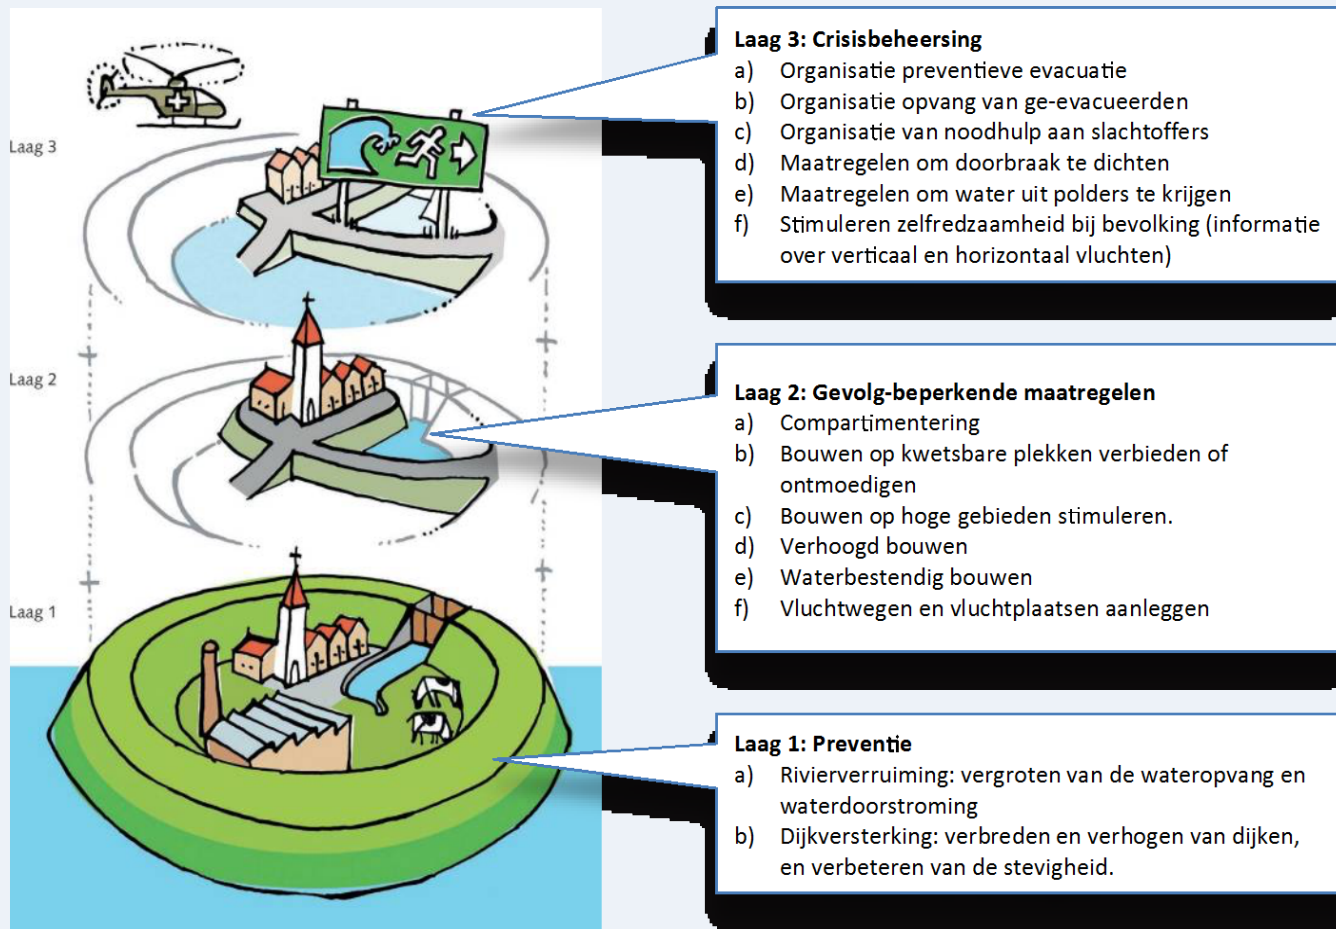 Laag 3
Laag 2
Laag 1
Laag 3: Crisisbeheersing
a) Organisatie preventieve evacuatie
b) Organisatie opvang van ge-evacueerden
c) Organisatie van noodhulp aan slachtoffers
d) Maatregelen om doorbraak te dichten
e) Maatregelen om water uit polders te krijgen
f) Stimuleren zelfredzaamheid bij bevolking (informatie
over verticaal en horizontaal vluchten)
Laag 2: Gevolg-beperkende maatregelen
a) Compartimentering
b) Bouwen op kwetsbare plekken verbieden of
ontmoedigen
c) Bouwen op hoge gebieden stimuleren.
d) Verhoogd bouwen
e) Waterbestendig bouwen
f) Vluchtwegen en vluchtplaatsen aanleggen
Laag 1: Preventie
a) Rivierverruiming: vergroten van de wateropvang en
waterdoorstroming
b) Dijkversterking: verbreden en verhogen van dijken,
en verbeteren van de stevigheid.